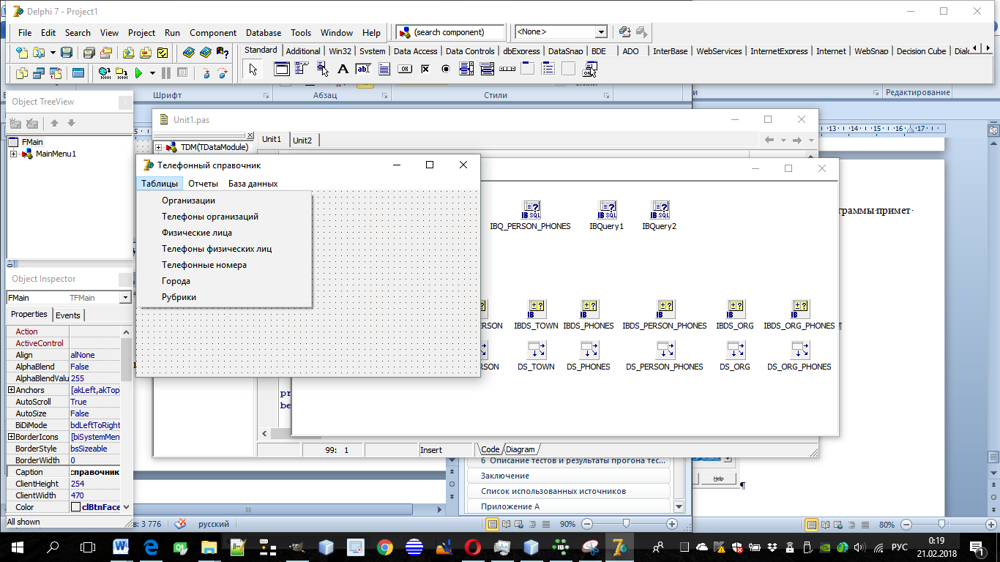 Delphi 7 - Project1
File Edit Search View Project Run Component Database Tools Window Help
(search component)
<None>
Standard Additional Win32 System Data Access Data Controls dbExpress DataSnap BDE ADO InterBase WebServices InternetExpress Internet WebSnap Decision Cube
Шрифт Абзац Стили Редактирование
Object TreeView
FMain
MainMenu1
Unit1.pas
Unit1 Unit2
TDM(TDataModule)
13 14 15 16 17
Телефонный справочник
Таблицы Отчеты База данных
Организации
Телефоны организаций
Физические лица
Телефоны физических лиц
Телефонные номера
Города
Рубрики
IBQ_PERSON_PHONES IBQuery1 IBQuery2
примет
RSON IBDS_TOWN IBDS_PHONES IBDS_PERSON_PHONES IBDS_ORG IBDS_ORG_PHONES
RSON DS_TOWN DS_PHONES DS_PERSON_PHONES DS_ORG DS_ORG_PHONES
pr
be
99: 1 Insert Code Diagram
Object Inspector
FMain TFMain
Properties Events
Action
ActiveControl
Align alNone
AlphaBlend False
AlphaBlendValu 255
Anchors [akLeft,akTop
AutoScroll True
AutoSize False
BiDiMode bdLeftToRight
BorderIcons [biSystemMen
BorderStyle bsSizeable
BorderWidth 0
Caption справочник
ClientHeight 254
ClientWidth 470
Color clBtnFace
All shown
6 Описание тестов и результаты прогона тес...
Заключение
Список использованных источников
Приложение А
Help
в: 3 776 русский 90% 80%
0:19
РУС
21.02.2018
1